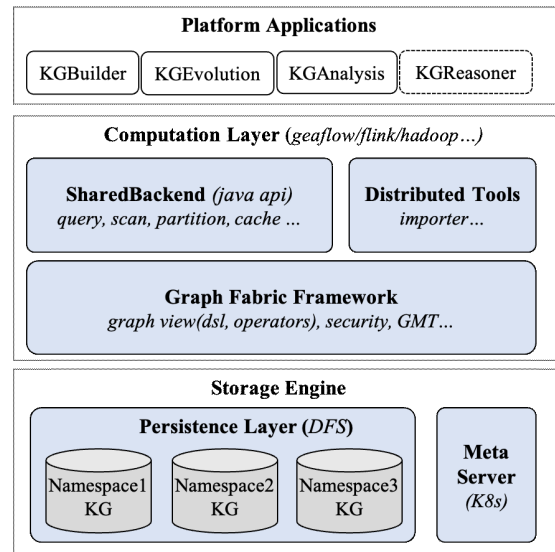 Platform Applications
KGBuilder KGEvolution KGAnalysis KGReasoner
Computation Layer (geaflow/flink/hadoop…)
SharedBackend (java api)
query, scan, partition, cache …
Distributed Tools
importer…
Graph Fabric Framework
graph view(dsl, operators), security, GMT…
Storage Engine
Persistence Layer (DFS)
Namespace1
KG
Namespace2
KG
Namespace3
KG
Meta
Server
(K8s)